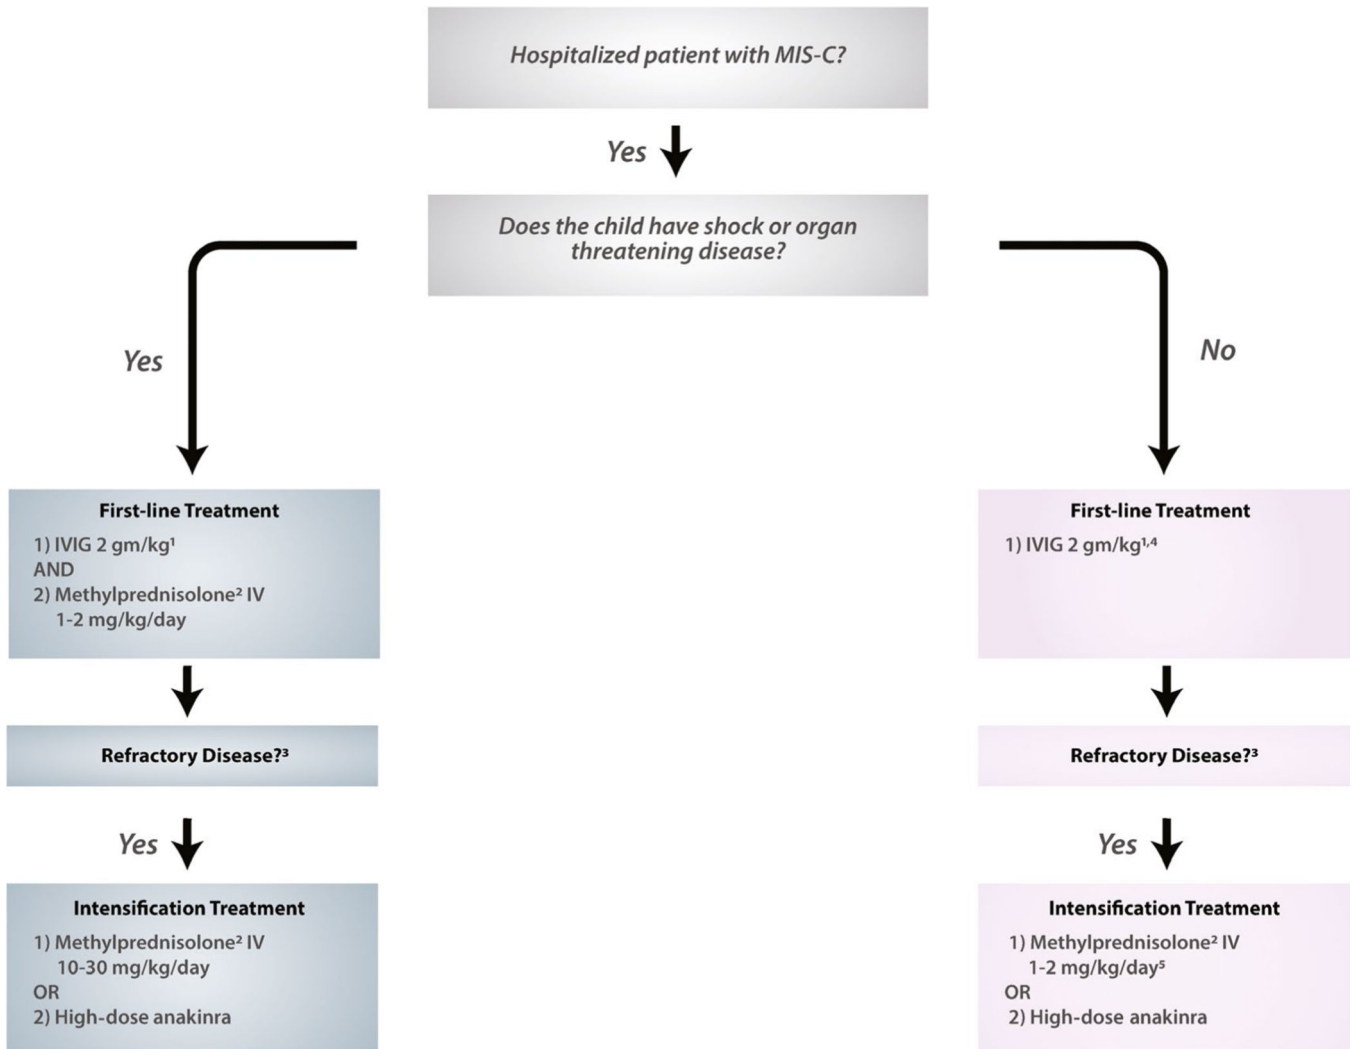 Hospitalized patient with MIS-C?
Yes
Does the child have shock or organ
threatening disease?
Yes
No
First-line Treatment
1) IVIG 2 gm/kg¹
AND
2) Methylprednisolone² IV
1-2 mg/kg/day
First-line Treatment
1) IVIG 2 gm/kg¹,⁴
Refractory Disease?³
Refractory Disease?³
Yes
Yes
Intensification Treatment
1) Methylprednisolone² IV
10-30 mg/kg/day
OR
2) High-dose anakinra
Intensification Treatment
1) Methylprednisolone² IV
1-2 mg/kg/day⁵
OR
2) High-dose anakinra